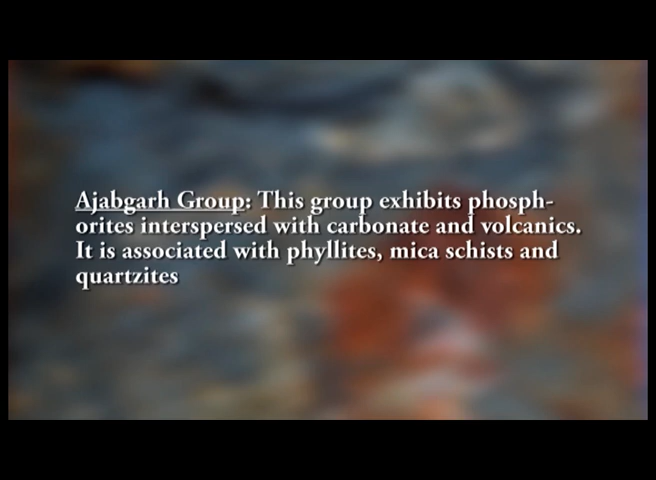 Ajabgarh Group: This group exhibits phosph-
orites interspersed with carbonate and volcanics.
It is associated with phyllites, mica schists and
quartzites